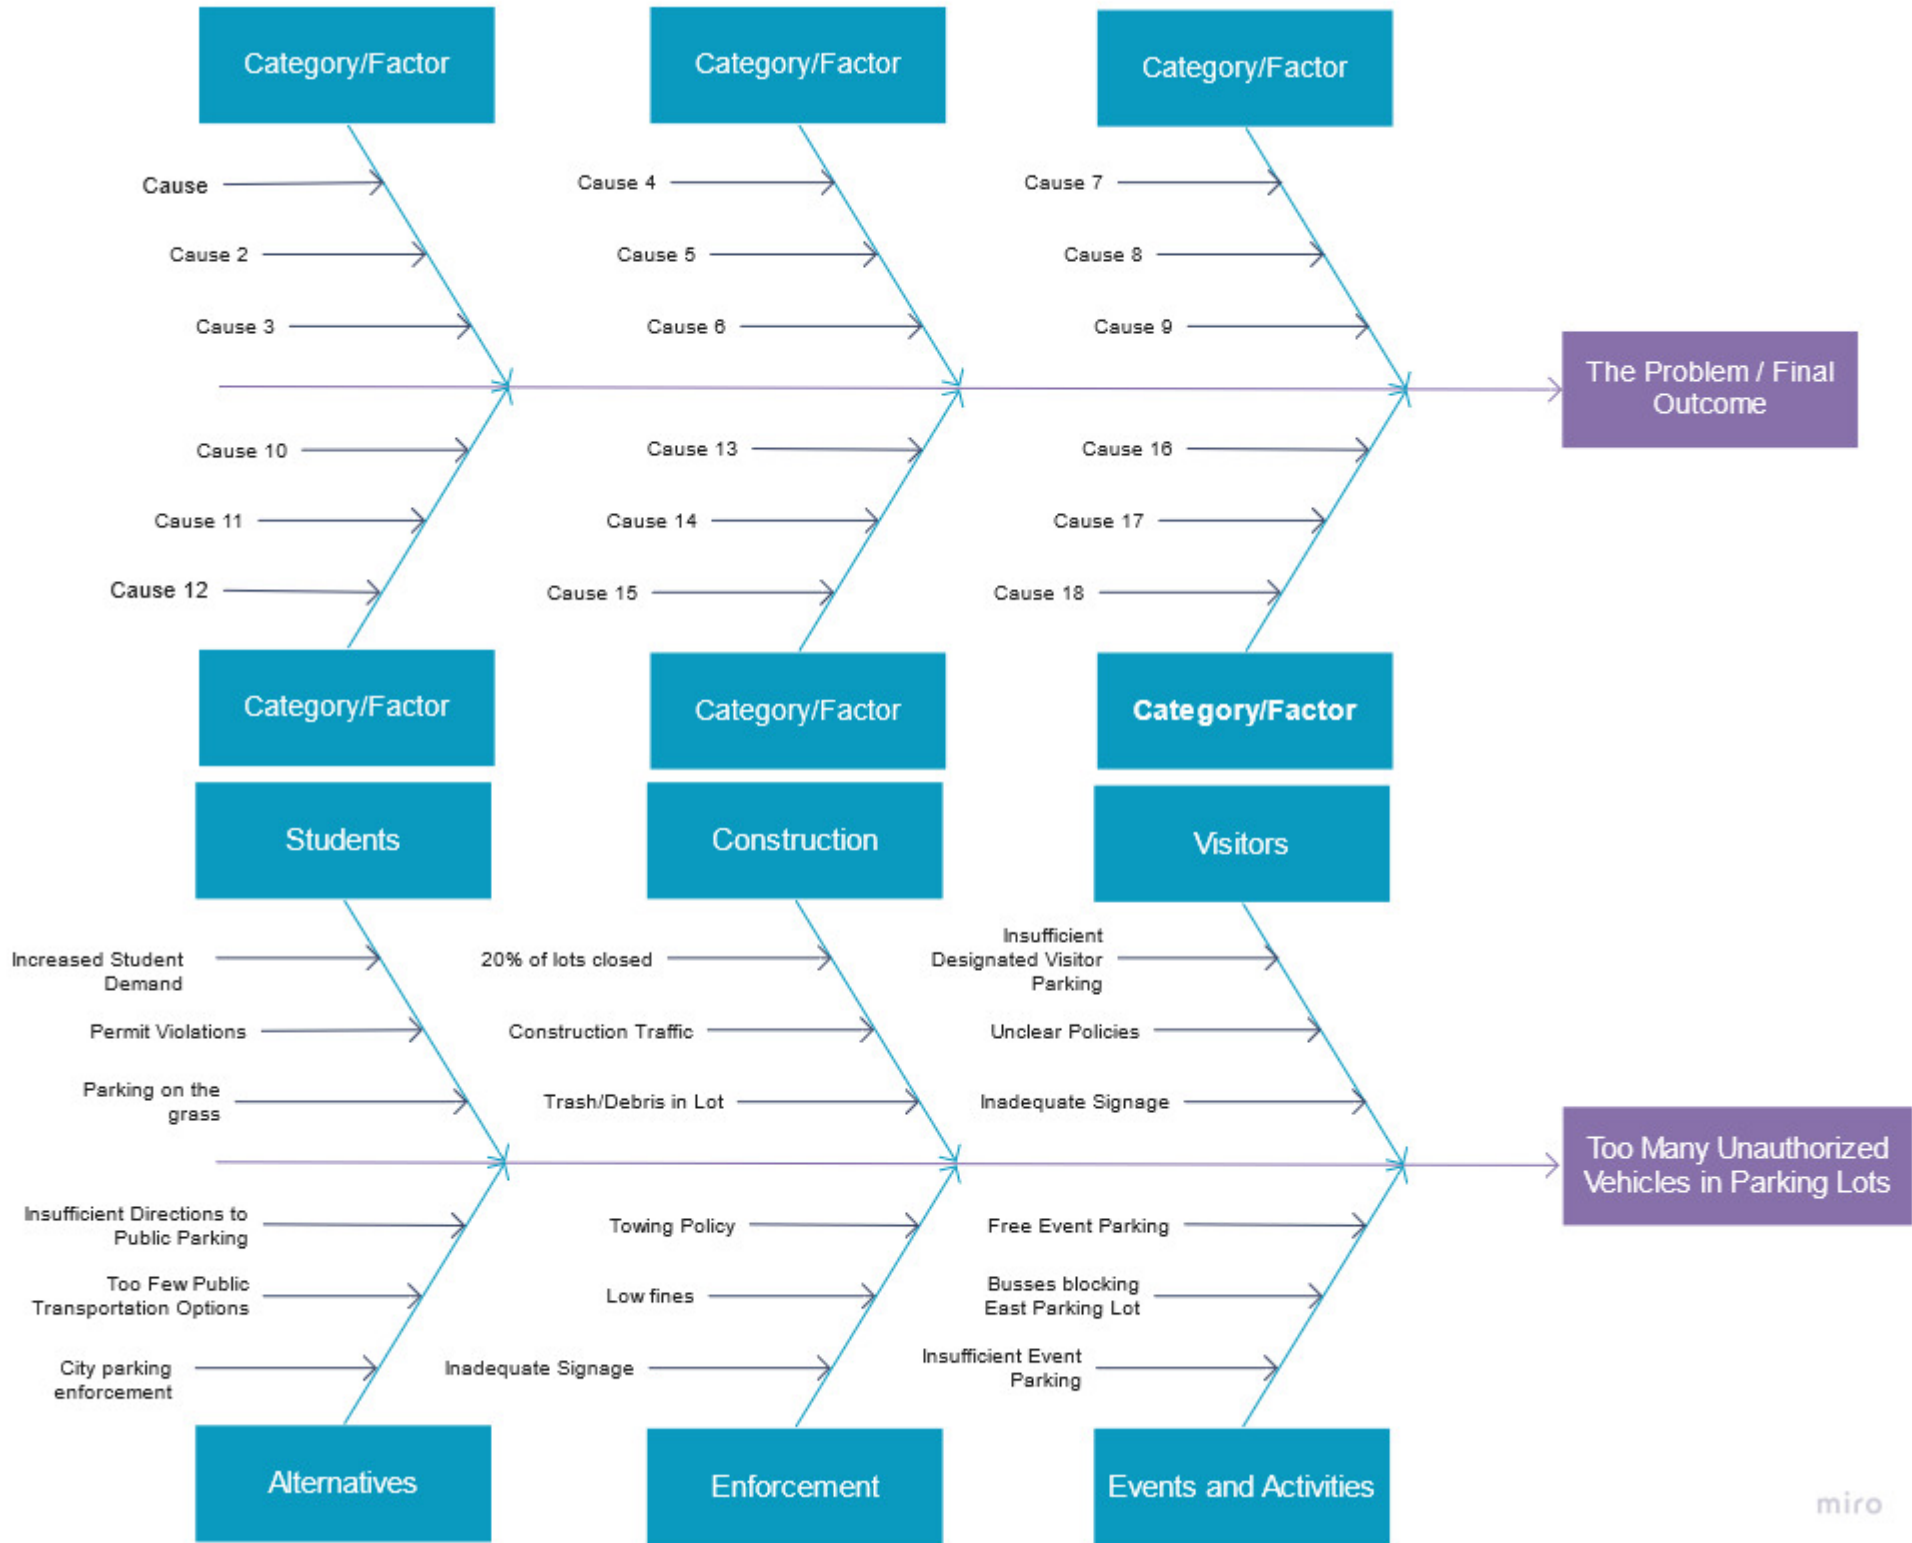 Category/Factor
Category/Factor
Category/Factor
Cause
Cause 4
Cause 7
Cause 2
Cause 5
Cause 8
Cause 3
Cause 6
Cause 9
The Problem / Final
Outcome
Cause 10
Cause 13
Cause 16
Cause 11
Cause 14
Cause 17
Cause 12
Cause 15
Cause 18
Category/Factor
Category/Factor
Category/Factor
Students
Construction
Visitors
Increased Student
Demand
20% of lots closed
Insufficient
Designated Visitor
Parking
Permit Violations
Construction Traffic
Unclear Policies
Parking on the
grass
Trash/Debris in Lot
Inadequate Signage
Too Many Unauthorized
Vehicles in Parking Lots
Insufficient Directions to
Public Parking
Towing Policy
Free Event Parking
Too Few Public
Transportation Options
Low fines
Busses blocking
East Parking Lot
City parking
enforcement
Inadequate Signage
Insufficient Event
Parking
Alternatives
Enforcement
Events and Activities
miro